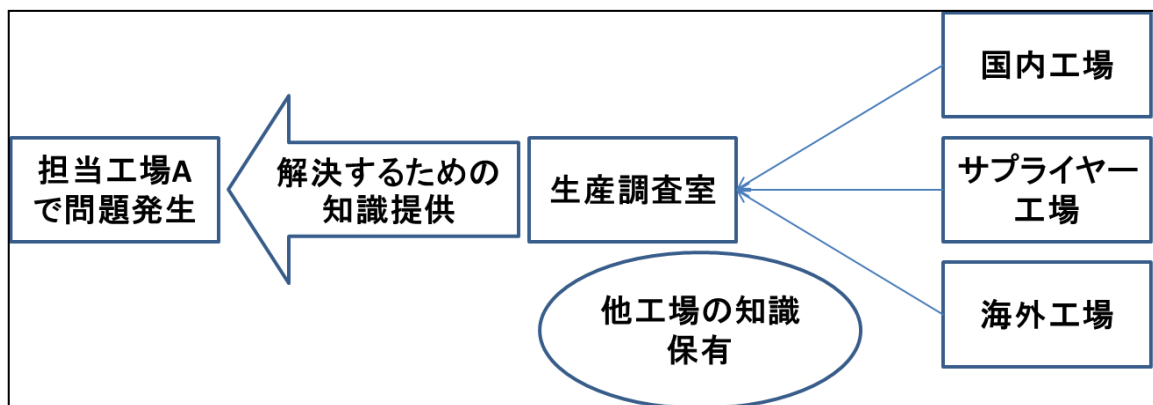 担当工場A
で問題発生
解決するための
知識提供
生産調査室
他工場の知識
保有
国内工場
サプライヤー
工場
海外工場